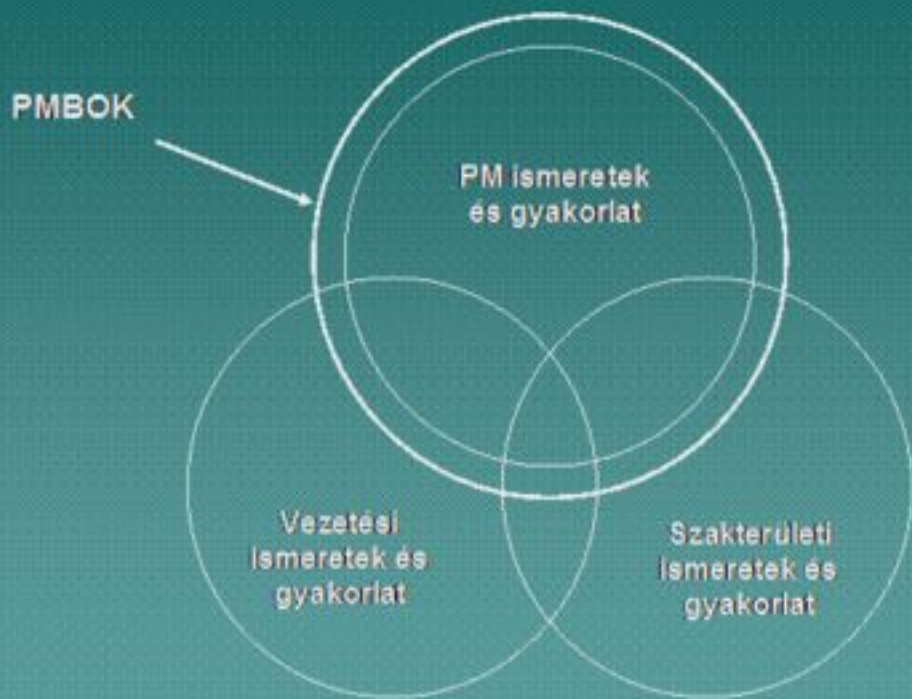 PMBOK
PM ismeretek
és gyakorlat
Vezetési
ismeretek és
gyakorlat
Szakterületi
ismeretek és
gyakorlat